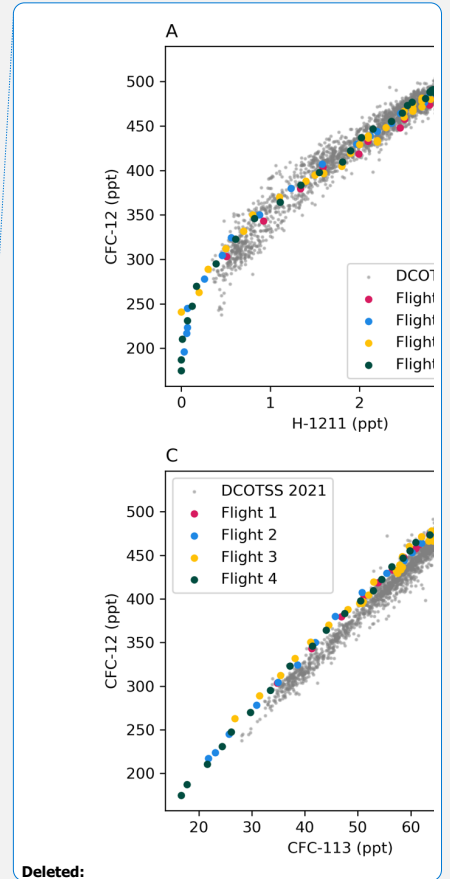 A
500
450
400
350
300
250
200
CFC-12 (ppt)
DCOT
Flight
Flight
Flight
Flight
0 1 2
H-1211 (ppt)
C
DCOTSS 2021
Flight 1
Flight 2
Flight 3
Flight 4
500
450
400
350
300
250
200
CFC-12 (ppt)
20 30 40 50 60
CFC-113 (ppt)
Deleted: